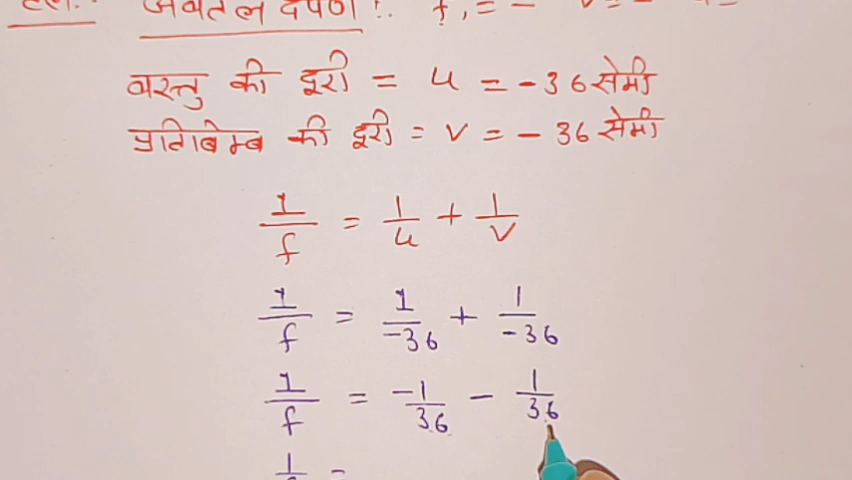 अवतल दर्पण :. f, = - v = -
वस्तु की दूरी = u = -36 सेमी
प्रतिबिम्ब की दूरी = v = - 36 सेमी
1/f = 1/u + 1/v
1/f = 1/-36 + 1/-36
1/f = -1/36 - 1/36
1/f =